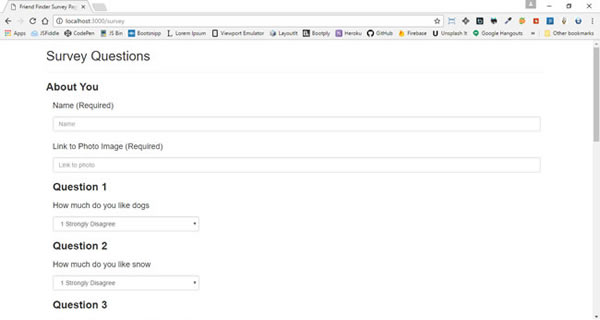 Friend Finder Survey Re
localhost:3000/survey
Apps JSFiddle CodePen JS Bin Bootsnipp Lorem Ipsum Viewport Emulator LayoutIt Bootply Heroku GitHub Firebase Unsplash It Google Hangouts » Other bookmarks
Survey Questions
About You
Name (Required)
Name
Link to Photo Image (Required)
Link to photo
Question 1
How much do you like dogs
1 Strongly Disagree
Question 2
How much do you like snow
1 Strongly Disagree
Question 3